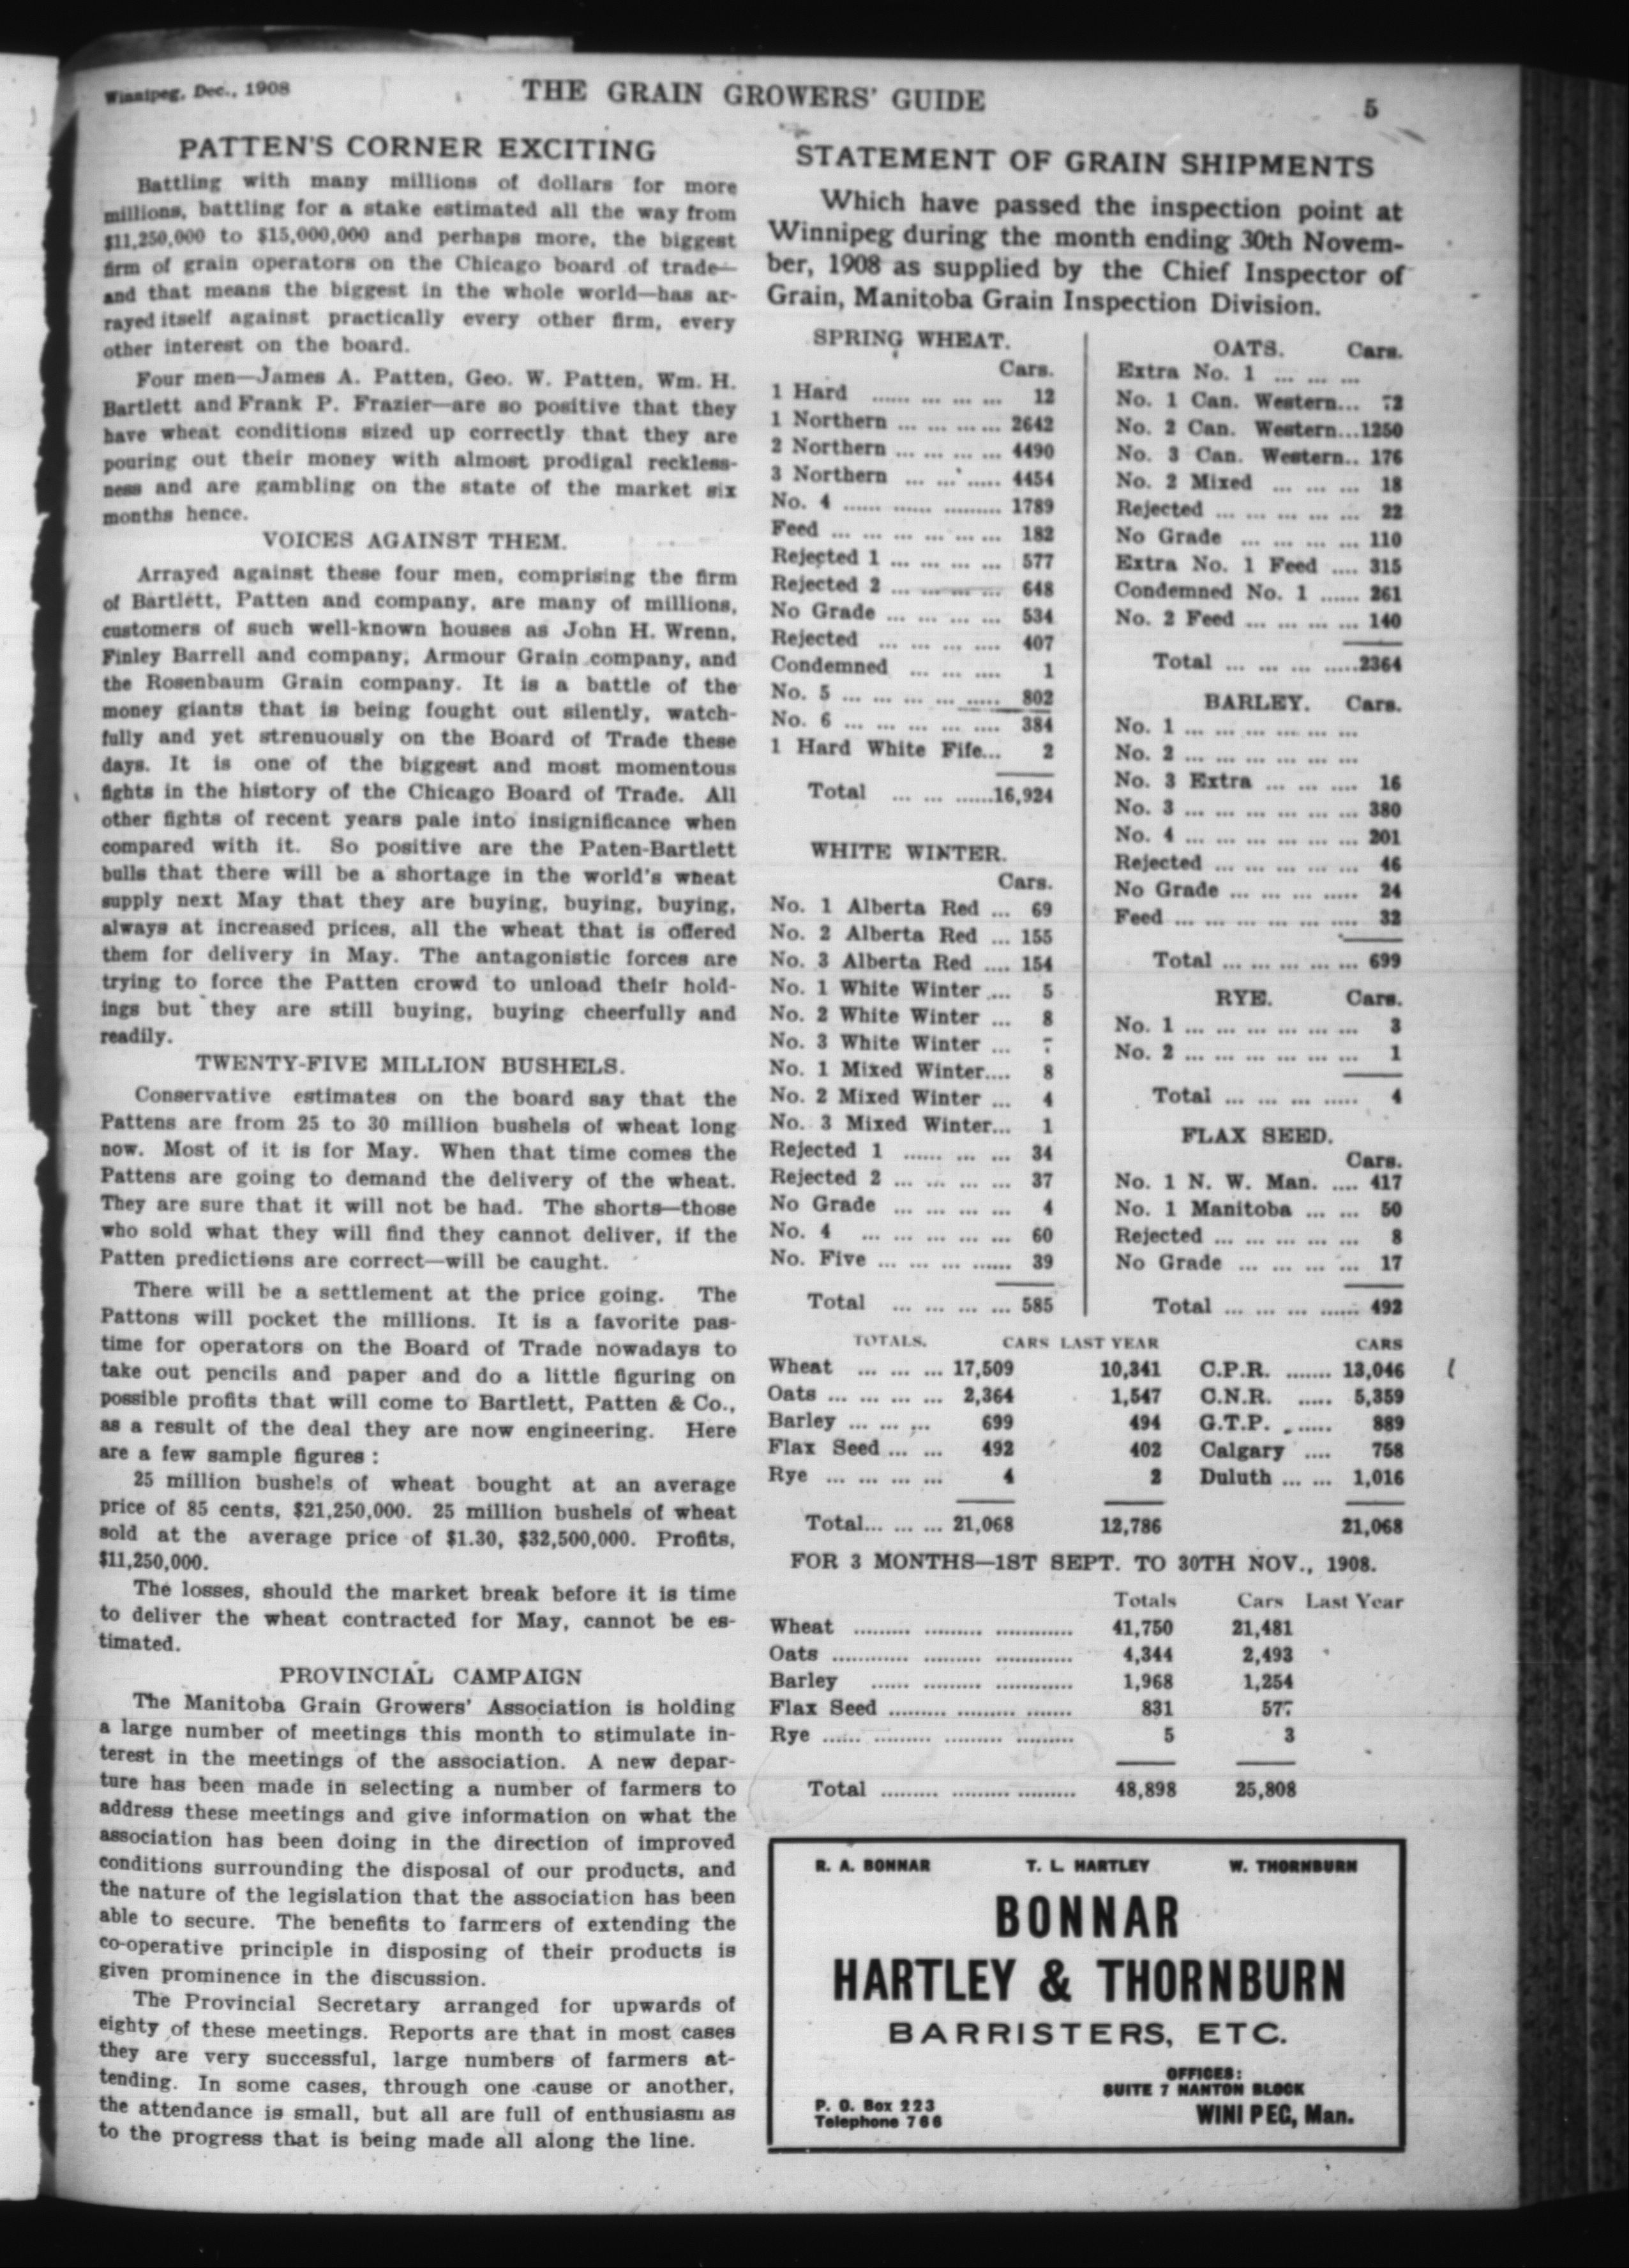 Winnipeg, Dec., 1908
THE GRAIN GROWERS' GUIDE
5
PATTEN'S CORNER EXCITING
Battling with many millions of dollars for more
millions, battling for a stake estimated all the way from
$11,250,000 to $15,000,000 and perhaps more, the biggest
firm of grain operators on the Chicago board of trade—
and that means the biggest in the whole world—has ar-
rayed itself against practically every other firm, every
other interest on the board.
Four men—James A. Patten, Geo. W. Patten, Wm. H.
Bartlett and Frank P. Frazier—are so positive that they
have wheat conditions sized up correctly that they are
pouring out their money with almost prodigal reckless-
ness and are gambling on the state of the market six
months hence.
VOICES AGAINST THEM.
Arrayed against these four men, comprising the firm
of Bartlett, Patten and company, are many of millions,
customers of such well-known houses as John H. Wrenn,
Finley Barrell and company, Armour Grain company, and
the Rosenbaum Grain company. It is a battle of the
money giants that is being fought out silently, watch-
fully and yet strenuously on the Board of Trade these
days. It is one of the biggest and most momentous
fights in the history of the Chicago Board of Trade. All
other fights of recent years pale into insignificance when
compared with it. So positive are the Paten-Bartlett
bulls that there will be a shortage in the world's wheat
supply next May that they are buying, buying, buying,
always at increased prices, all the wheat that is offered
them for delivery in May. The antagonistic forces are
trying to force the Patten crowd to unload their hold-
ings but they are still buying, buying cheerfully and
readily.
TWENTY-FIVE MILLION BUSHELS.
Conservative estimates on the board say that the
Pattens are from 25 to 30 million bushels of wheat long
now. Most of it is for May. When that time comes the
Pattens are going to demand the delivery of the wheat.
They are sure that it will not be had. The shorts—those
who sold what they will find they cannot deliver, if the
Patten predictions are correct—will be caught.
There will be a settlement at the price going. The
Pattons will pocket the millions. It is a favorite pas-
time for operators on the Board of Trade nowadays to
take out pencils and paper and do a little figuring on
possible profits that will come to Bartlett, Patten & Co.,
as a result of the deal they are now engineering. Here
are a few sample figures :
25 million bushels of wheat bought at an average
price of 85 cents, $21,250,000. 25 million bushels of wheat
sold at the average price of $1.30, $32,500,000. Profits,
$11,250,000.
The losses, should the market break before it is time
to deliver the wheat contracted for May, cannot be es-
timated.
PROVINCIAL CAMPAIGN
The Manitoba Grain Growers' Association is holding
a large number of meetings this month to stimulate in-
terest in the meetings of the association. A new depar-
ture has been made in selecting a number of farmers to
address these meetings and give information on what the
association has been doing in the direction of improved
conditions surrounding the disposal of our products, and
the nature of the legislation that the association has been
able to secure. The benefits to farmers of extending the
co-operative principle in disposing of their products is
given prominence in the discussion.
The Provincial Secretary arranged for upwards of
eighty of these meetings. Reports are that in most cases
they are very successful, large numbers of farmers at-
tending. In some cases, through one cause or another,
the attendance is small, but all are full of enthusiasm as
to the progress that is being made all along the line.
STATEMENT OF GRAIN SHIPMENTS
Which have passed the inspection point at
Winnipeg during the month ending 30th Novem-
ber, 1908 as supplied by the Chief Inspector of
Grain, Manitoba Grain Inspection Division.
SPRING WHEAT.
Cars.
1 Hard ...... ... ... ... 12
1 Northern ... ... ... ... 2642
2 Northern ... ... ... ... 4490
3 Northern ... ... ..... 4454
No. 4 ...... ...... ......... 1789
Feed ... ... ... ... ... ... 182
Rejected 1 ... ... ... ... 577
Rejected 2 ... ... ... ... 648
No Grade ... ... ... ... 534
Rejected ... ... ... .... 407
Condemned ... ... .... 1
No. 5 ... ... ... ... ..... 802
No. 6 ... ... ... ... .... 384
1 Hard White Fife... 2
Total ... ... ......16,924
WHITE WINTER.
Cars.
No. 1 Alberta Red ... 69
No. 2 Alberta Red ... 155
No. 3 Alberta Red .... 154
No. 1 White Winter .... 5
No. 2 White Winter ... 8
No. 3 White Winter ...
No. 1 Mixed Winter.... 8
No. 2 Mixed Winter ... 4
No. 3 Mixed Winter... 1
Rejected 1 ...... ... ... 34
Rejected 2 ... ... ... ... 37
No Grade ... ... ... ... 4
No. 4 ... ... ... ... ... 60
No. Five ... ... ... ...... 39
Total ... ... ... ... 585
OATS. Cars.
Extra No. 1 ... ... ...
No. 1 Can. Western... 72
No. 2 Can. Western...1250
No. 3 Can. Western.. 176
No. 2 Mixed ... ... ... 18
Rejected ... ... ... ... ... 22
No Grade ... ... ... ... 110
Extra No. 1 Feed .... 315
Condemned No. 1 ...... 261
No. 2 Feed ... ... ... ... 140
Total ... ... ... .....2364
BARLEY. Cars.
No. 1 ... ... ... ... ... ...
No. 2 ... ... ... ... ... ...
No. 3 Extra ... ... .... 16
No. 3 ... ... ... ... ... ... 380
No. 4 ... ... ... ... ... ... 201
Rejected ... ... ... ... ... 46
No Grade ... ... ... ..... 24
Feed ... ... ... ... ... .... 32
Total ... ... ... ... ... 699
RYE. Cars.
No. 1 ... ... ... ... ... ... 3
No. 2 ... ... ... ... ... ... 1
Total ... ... ... ..... 4
FLAX SEED.
Cars.
No. 1 N. W. Man. .... 417
No. 1 Manitoba ... ... 50
Rejected ... ... ... ... ... 8
No Grade ... ... ... ... 17
Total ... ... ... ...... 492
TOTALS. CARS LAST YEAR CARS
Wheat ... ... ... 17,509 10,341 C.P.R. ....... 13,046
Oats ... ... ... ... 2,364 1,547 C.N.R. ..... 5,359
Barley ... ... ... 699 494 G.T.P. ...... 889
Flax Seed ... ... 492 402 Calgary .... 758
Rye ... ... ... ... 4 2 Duluth ... ... 1,016
Total... ... ... 21,068 12,786 21,068
FOR 3 MONTHS—1ST SEPT. TO 30TH NOV., 1908.
Totals Cars Last Year
Wheat ......... ......... ............ 41,750 21,481
Oats ............ ......... ............ 4,344 2,493
Barley ...... ......... ............ 1,968 1,254
Flax Seed ......... ......... ....... 831 577
Rye ...... ......... ......... ......... 5 3
Total ......... ......... ......... 48,898 25,808
R. A. BONNAR T. L. HARTLEY W. THORNBURN
BONNAR
HARTLEY & THORNBURN
BARRISTERS, ETC.
OFFICES:
SUITE 7 NANTON BLOCK
WINI PEG, Man.
P. O. Box 223
Telephone 766